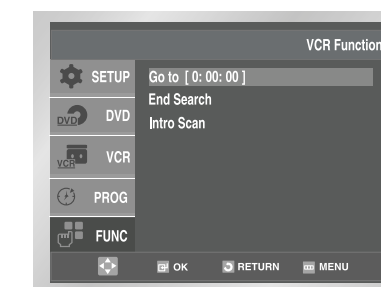 VCR Function
SETUP
Go to [ 0: 00: 00 ]
End Search
DVD DVD
Intro Scan
VCR VCR
PROG
FUNC
OK RETURN MENU